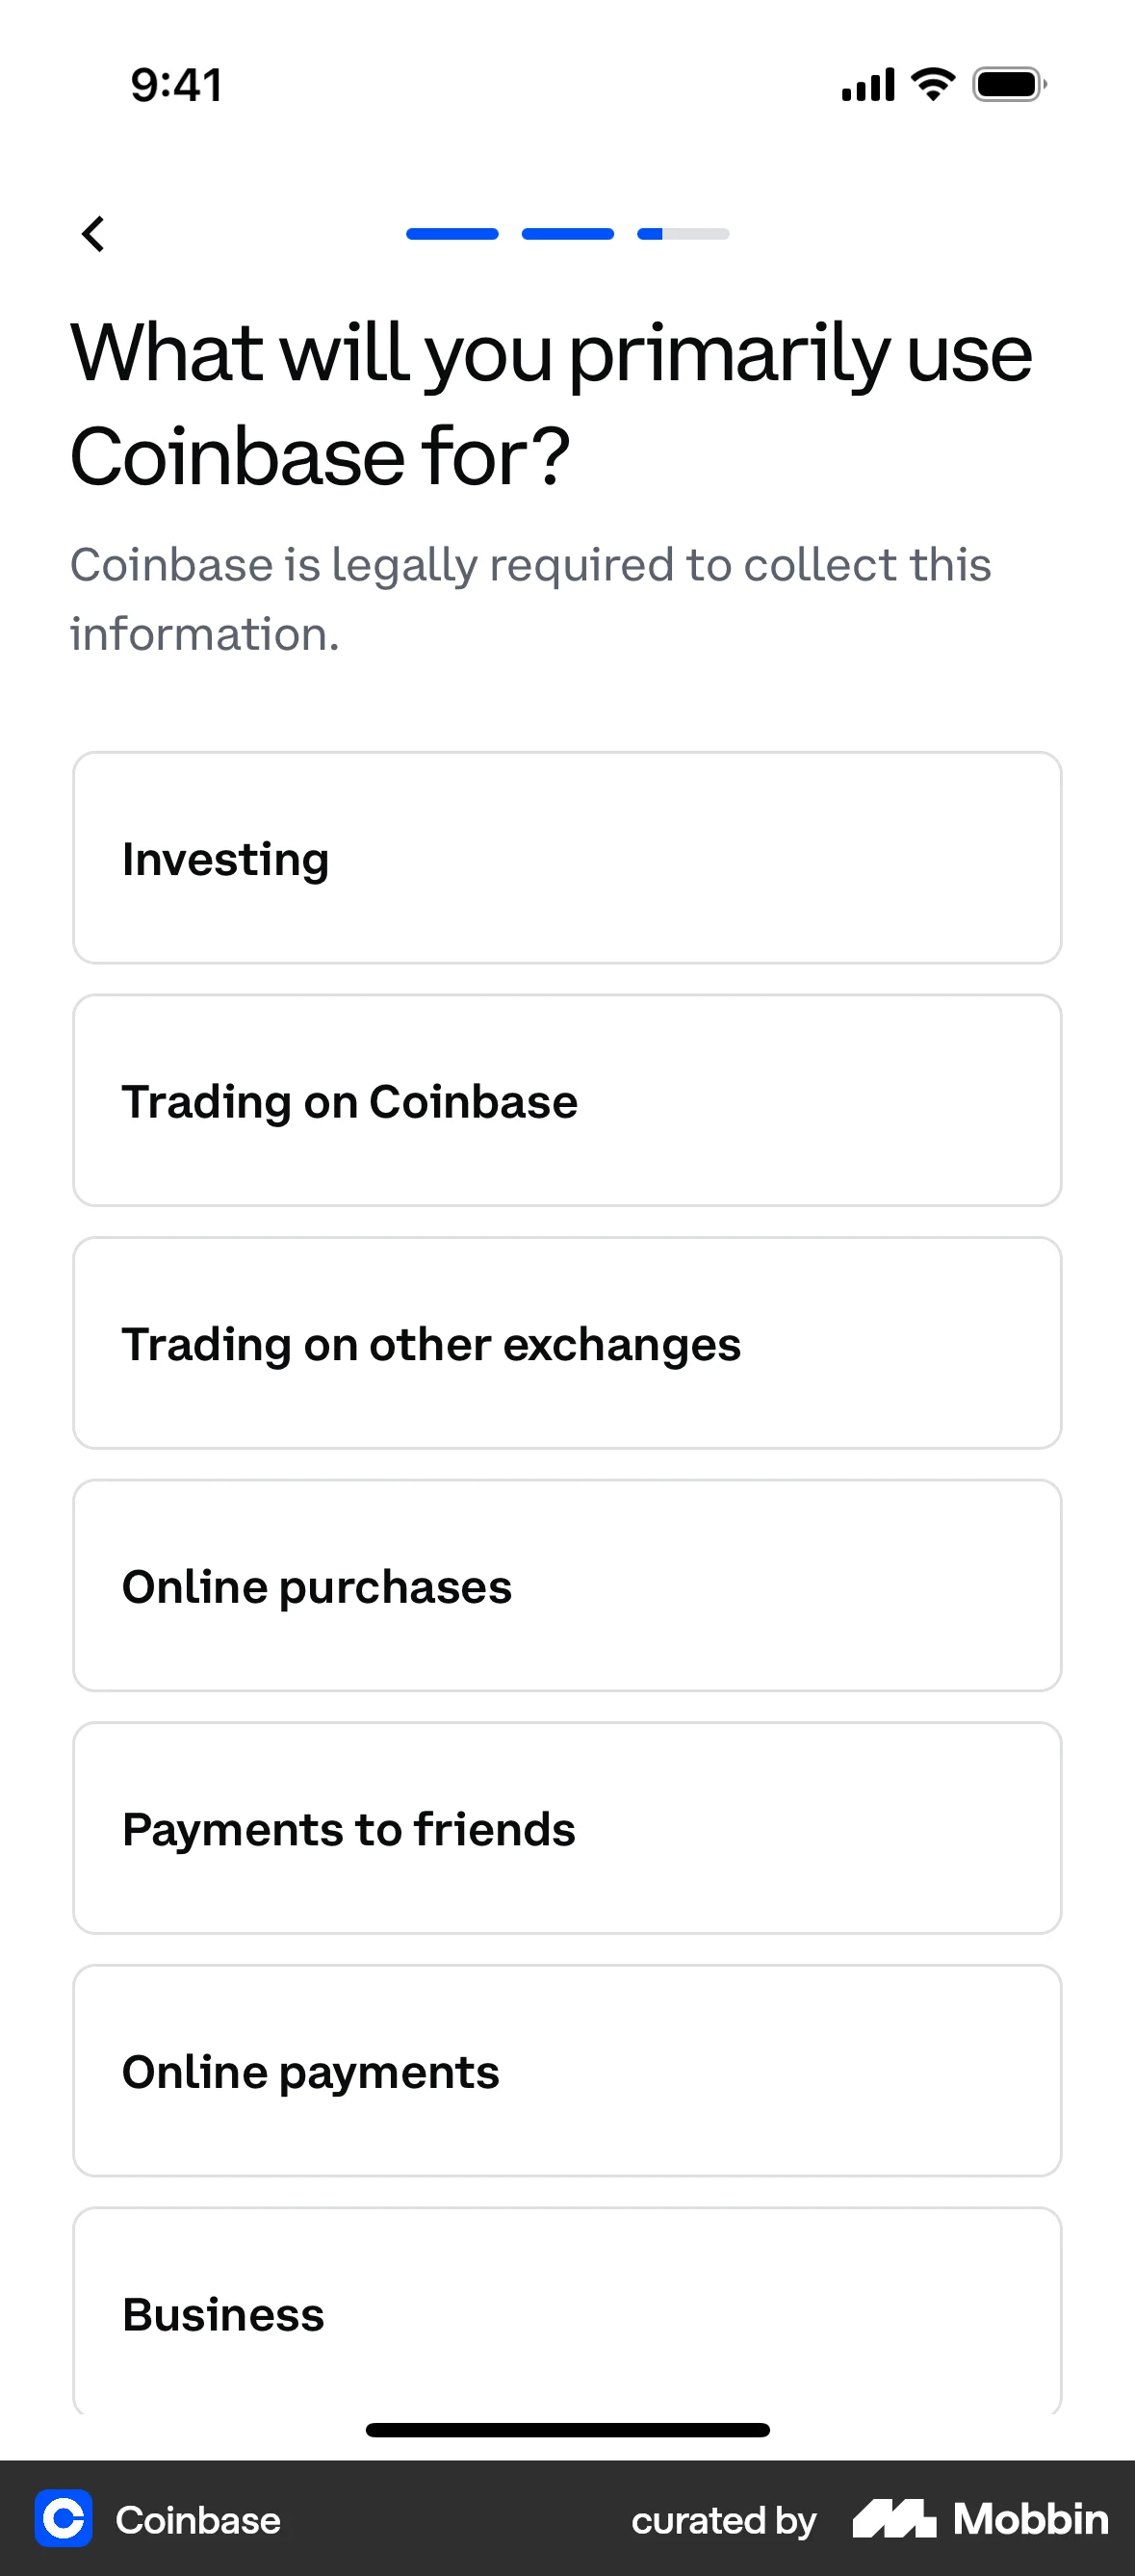 9:41
What will you primarily use
Coinbase for?
Coinbase is legally required to collect this
information.
Investing
Trading on Coinbase
Trading on other exchanges
Online purchases
Payments to friends
Online payments
Business
Coinbase
curated by Mobbin